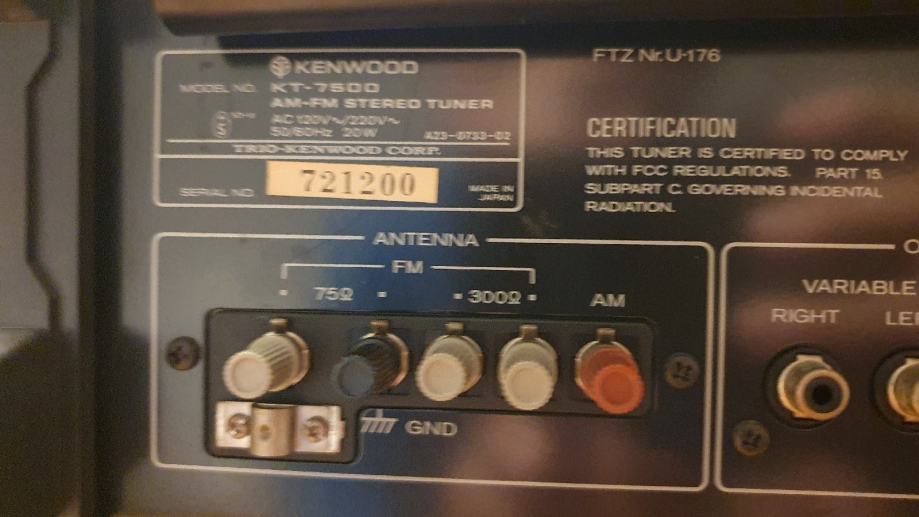 KENWOOD
MODEL NO. KT-7500
AM-FM STEREO TUNER
AC 120V~/220V~
50/60Hz 20W A23-0733-02
TRIO-KENWOOD CORP.
SERIAL NO. 721200 MADE IN JAPAN
FTZ Nr. U-176
CERTIFICATION
THIS TUNER IS CERTIFIED TO COMPLY
WITH FCC REGULATIONS. PART 15.
SUBPART C. GOVERNING INCIDENTAL
RADIATION.
ANTENNA
FM
75Ω 300Ω AM
GND
VARIABLE
RIGHT